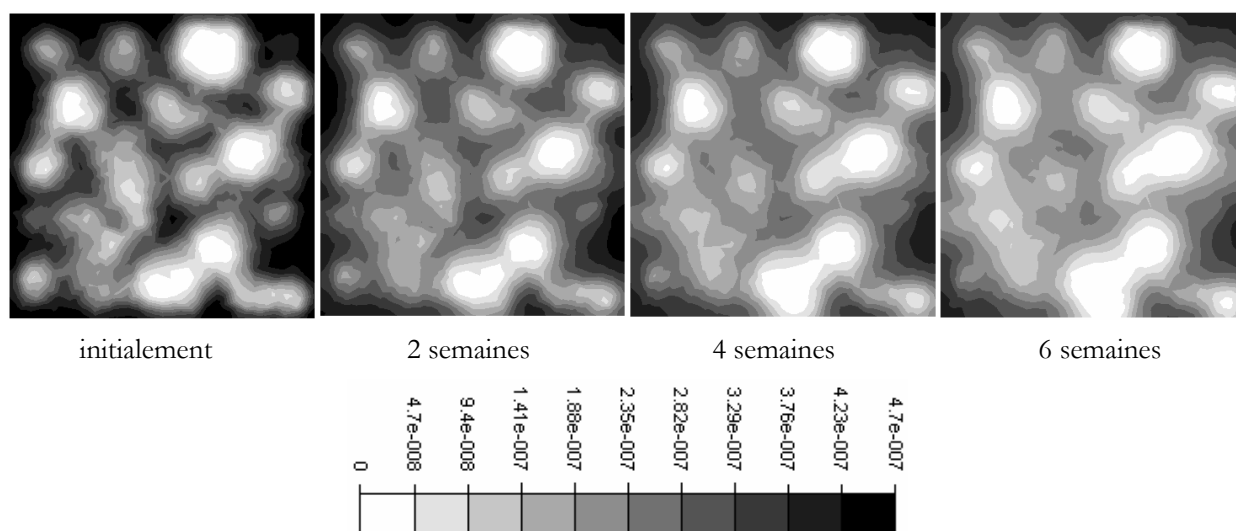 initialement
2 semaines
4 semaines
6 semaines
0
4.7e-008
9.4e-008
1.41e-007
1.88e-007
2.35e-007
2.82e-007
3.29e-007
3.76e-007
4.23e-007
4.7e-007